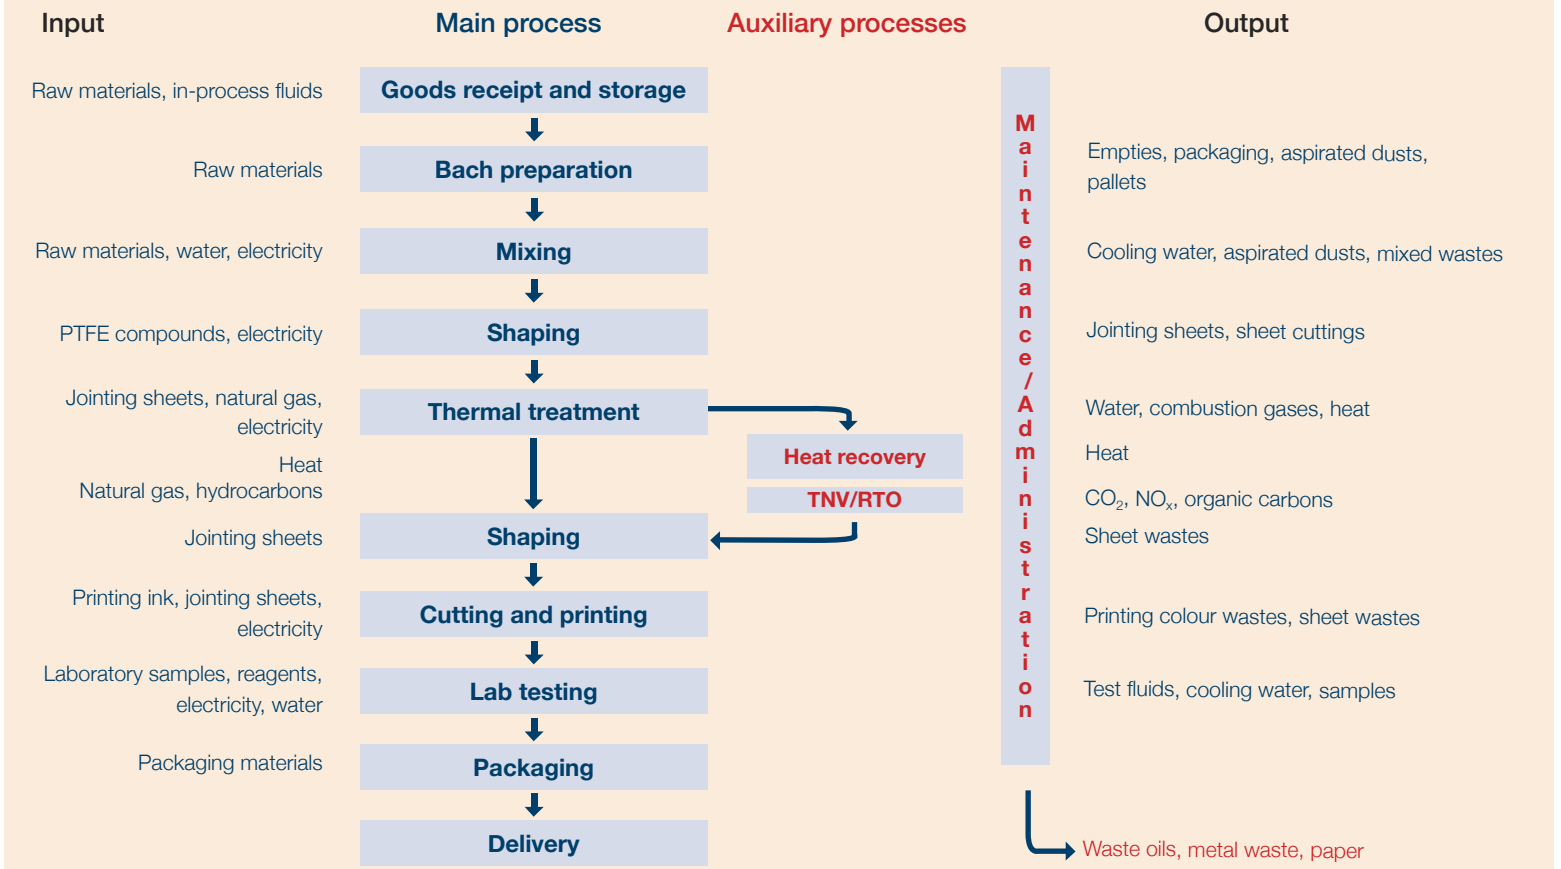 Input
Main process
Auxiliary processes
Output
Raw materials, in-process fluids
Goods receipt and storage
Raw materials
Bach preparation
Empties, packaging, aspirated dusts,
pallets
Raw materials, water, electricity
Mixing
Cooling water, aspirated dusts, mixed wastes
PTFE compounds, electricity
Shaping
Jointing sheets, sheet cuttings
Jointing sheets, natural gas,
electricity
Thermal treatment
Water, combustion gases, heat
Heat
Heat recovery
Heat
Natural gas, hydrocarbons
TNV/RTO
CO₂, NOₓ, organic carbons
Jointing sheets
Shaping
Sheet wastes
Printing ink, jointing sheets,
electricity
Cutting and printing
Printing colour wastes, sheet wastes
Laboratory samples, reagents,
electricity, water
Lab testing
Test fluids, cooling water, samples
Packaging materials
Packaging
Delivery
Maintenance/Administration
Waste oils, metal waste, paper